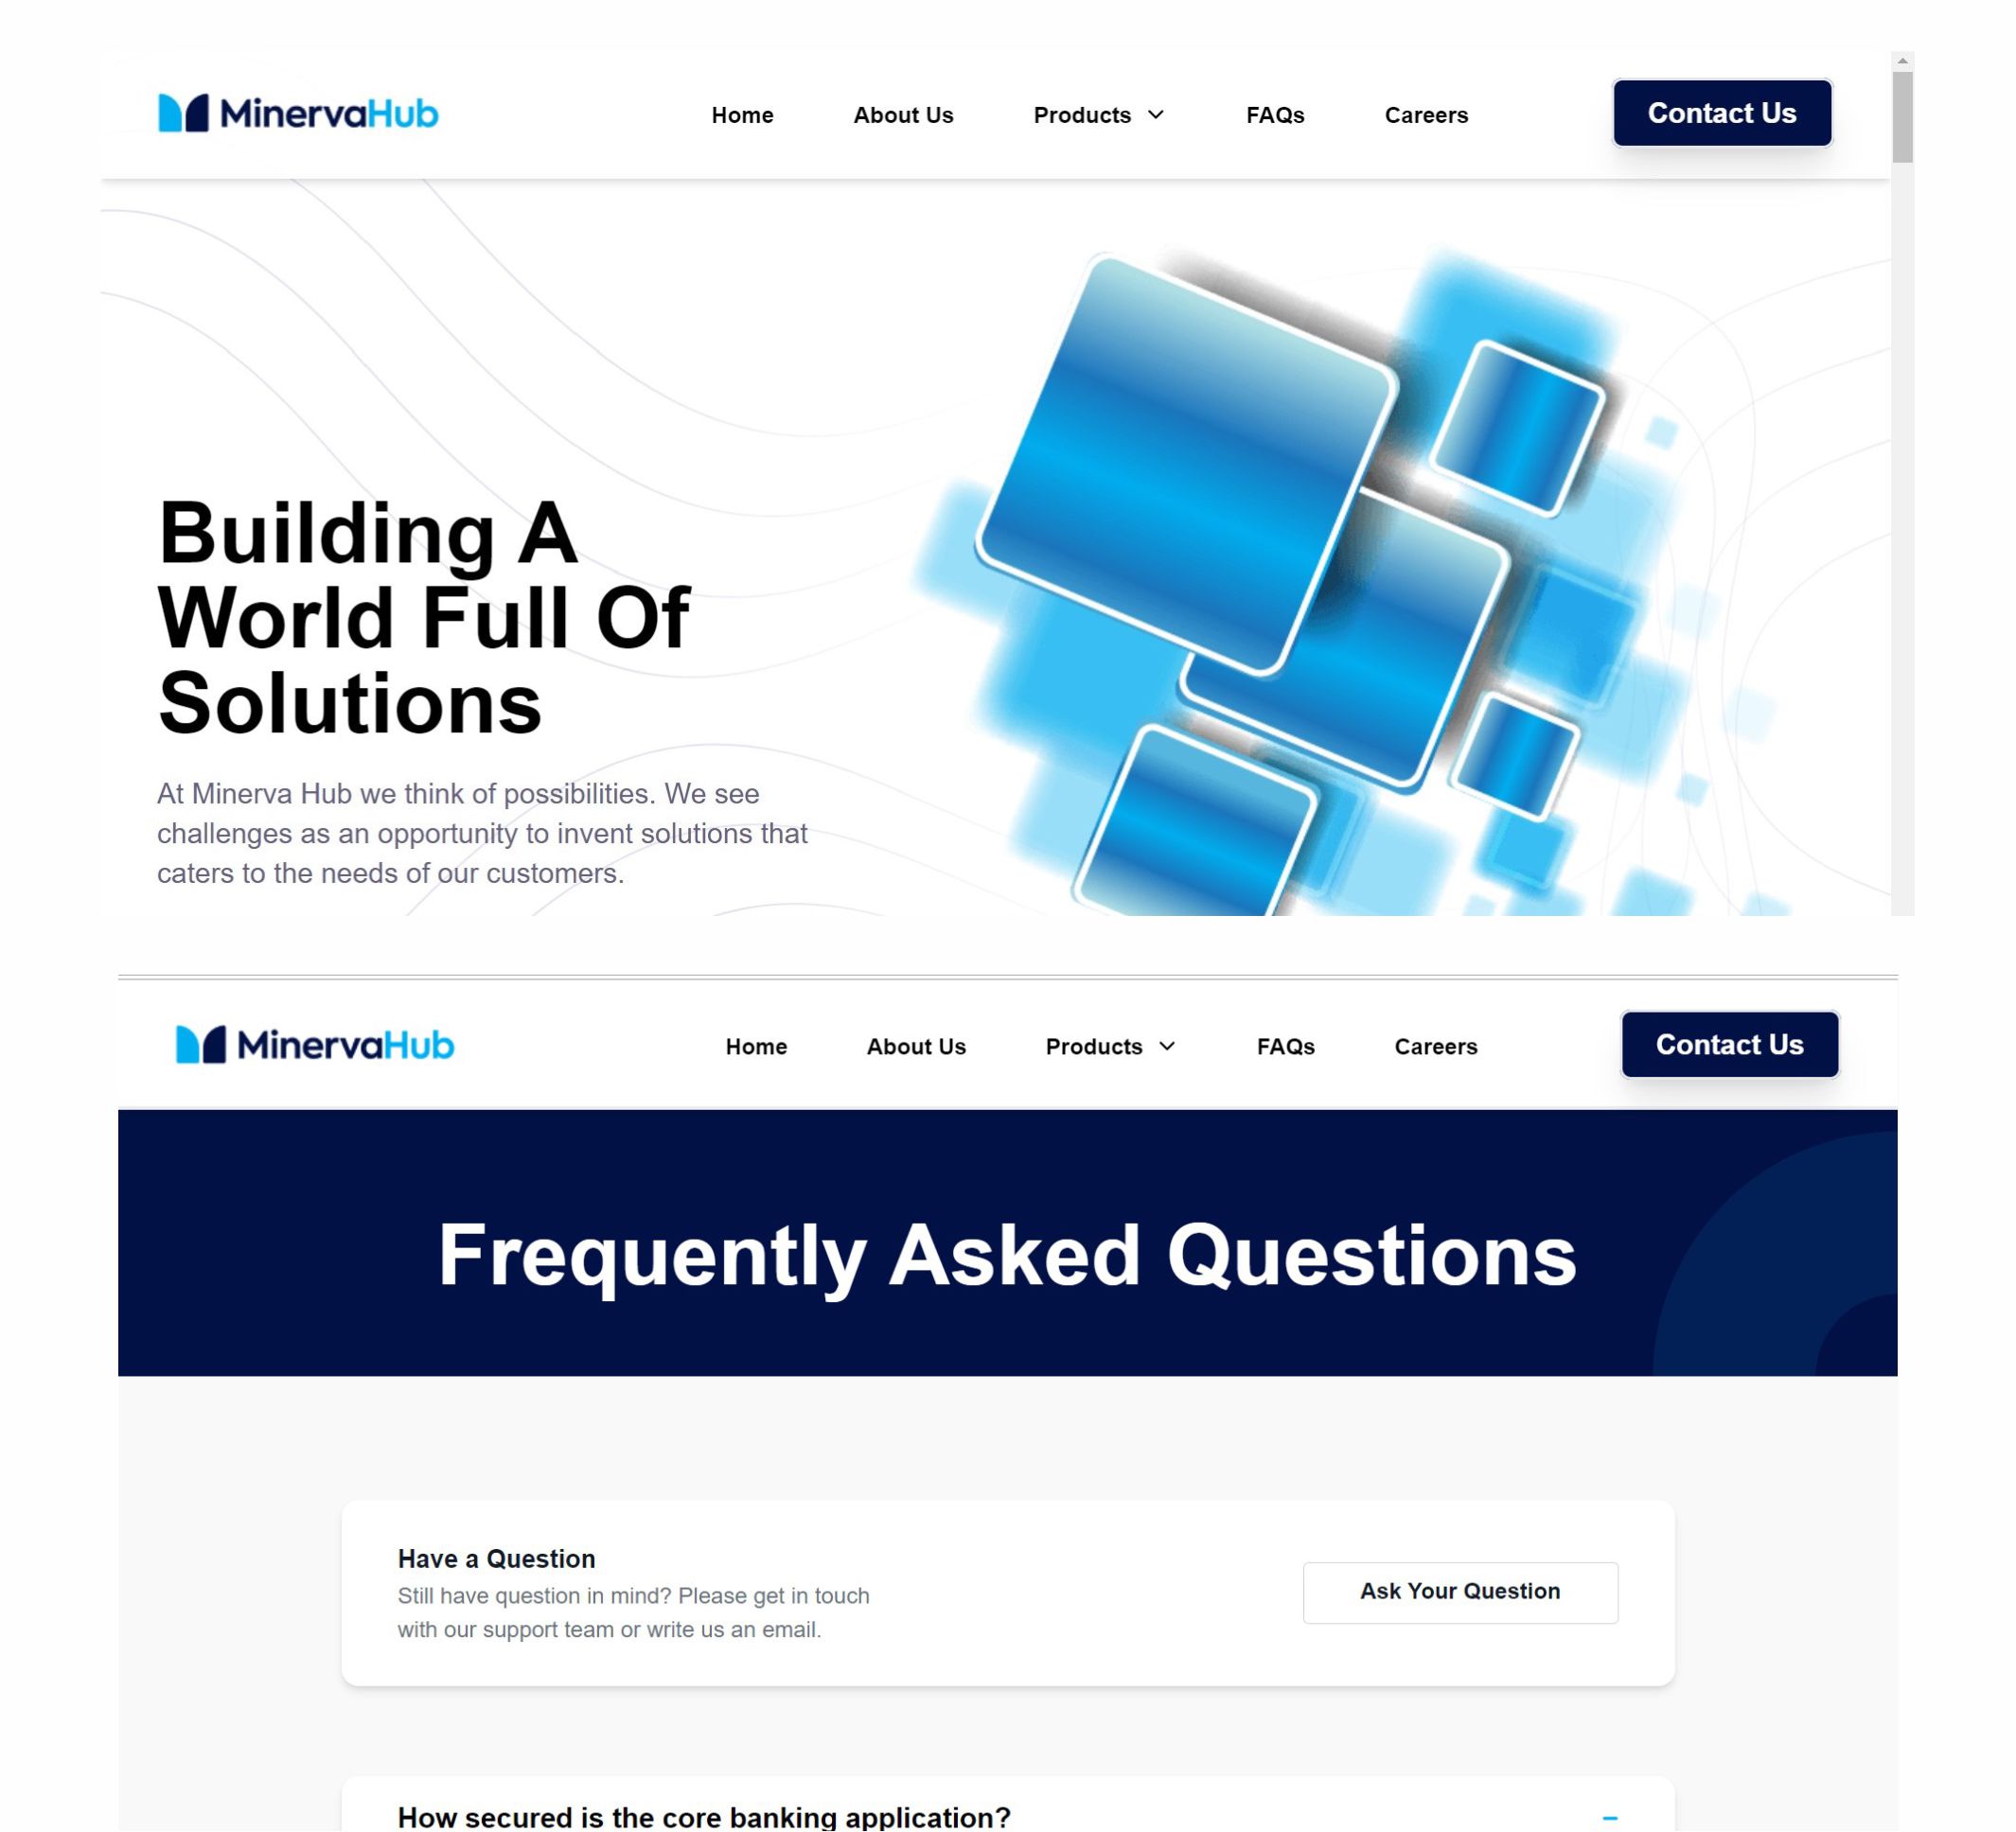 MinervaHub
Home About Us Products FAQs Careers Contact Us
Building A
World Full Of
Solutions
At Minerva Hub we think of possibilities. We see
challenges as an opportunity to invent solutions that
caters to the needs of our customers.
MinervaHub
Home About Us Products FAQs Careers Contact Us
Frequently Asked Questions
Have a Question
Still have question in mind? Please get in touch
with our support team or write us an email.
Ask Your Question
How secured is the core banking application?